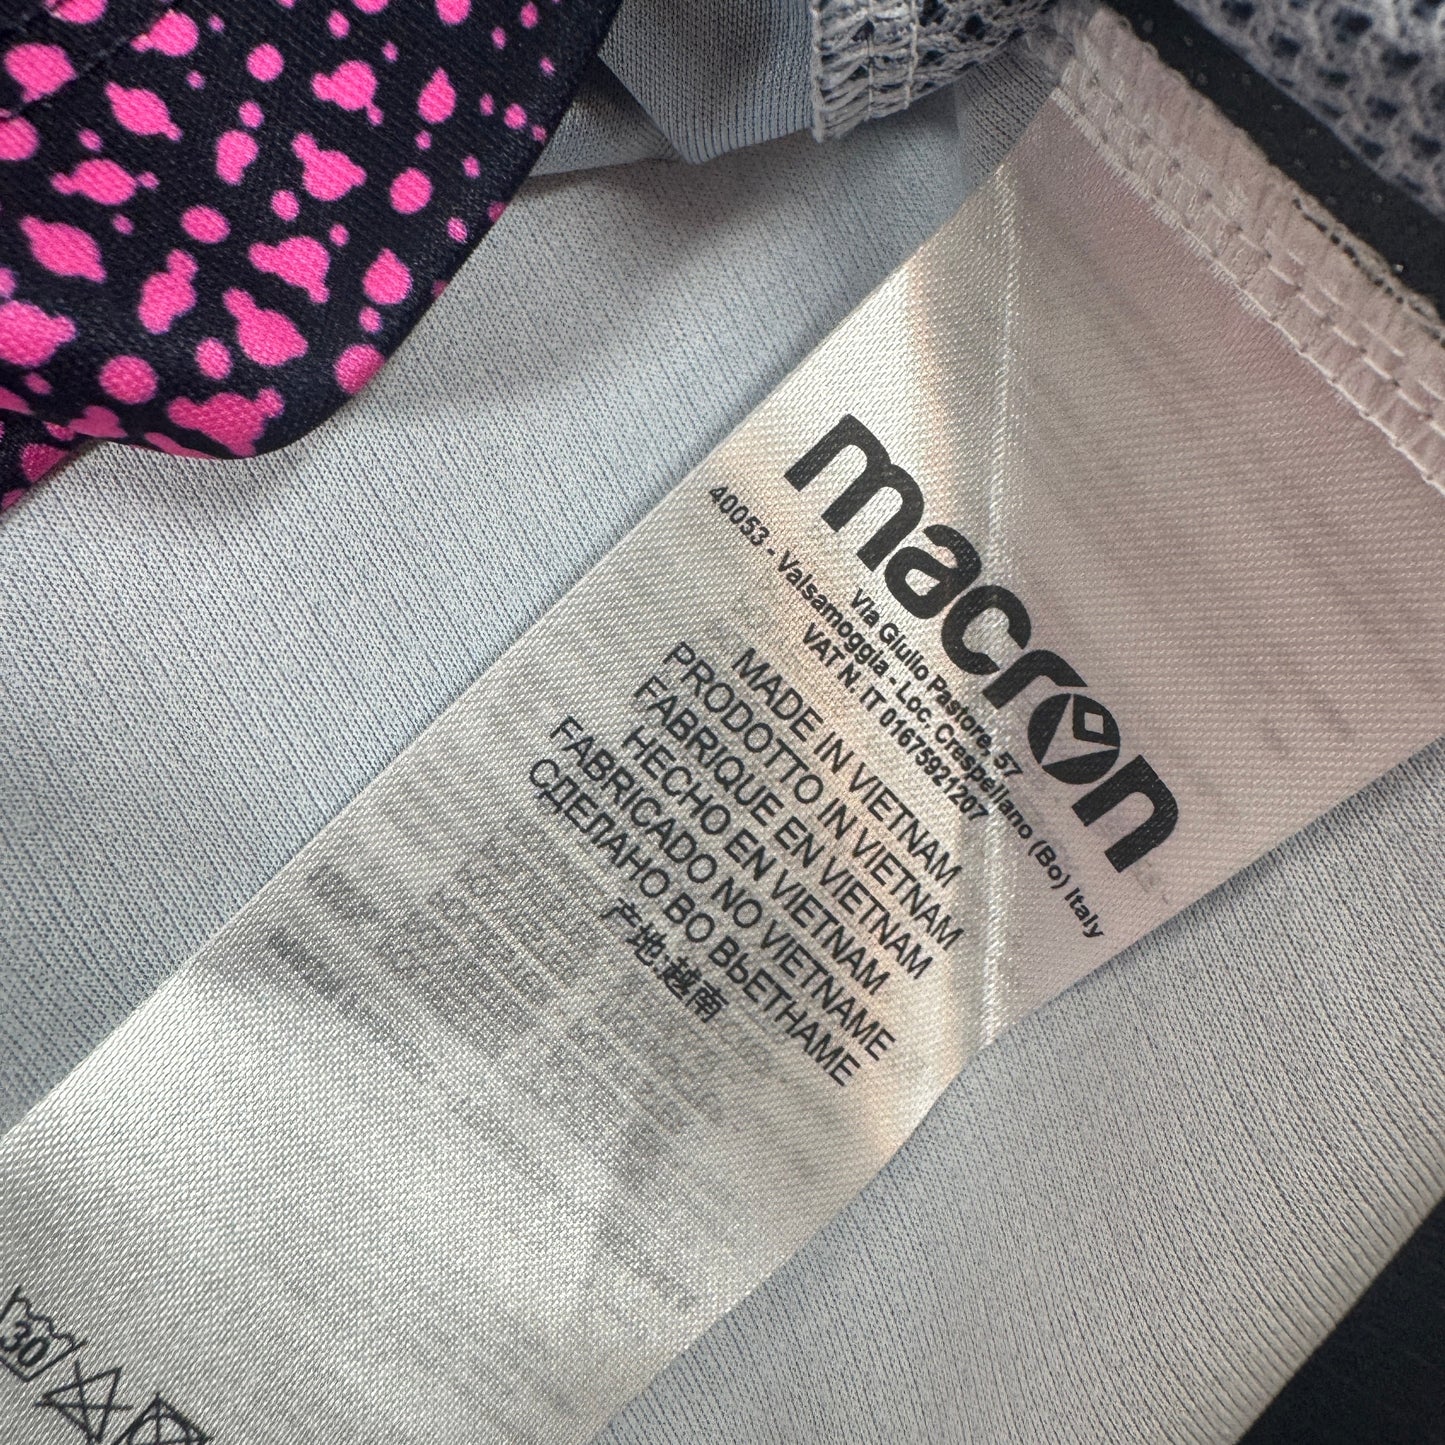 macron
Via Giulio Pastore, 57
40053 - Valsamoggia - Loc. Crespellano (Bo) Italy
VAT N. IT 01675921207
MADE IN VIETNAM
PRODOTTO IN VIETNAM
FABRIQUE EN VIETNAM
HECHO EN VIETNAM
FABRICADO NO VIETNAME
СДЕЛАНО ВО ВЬЕТНАМЕ
产地:越南
30